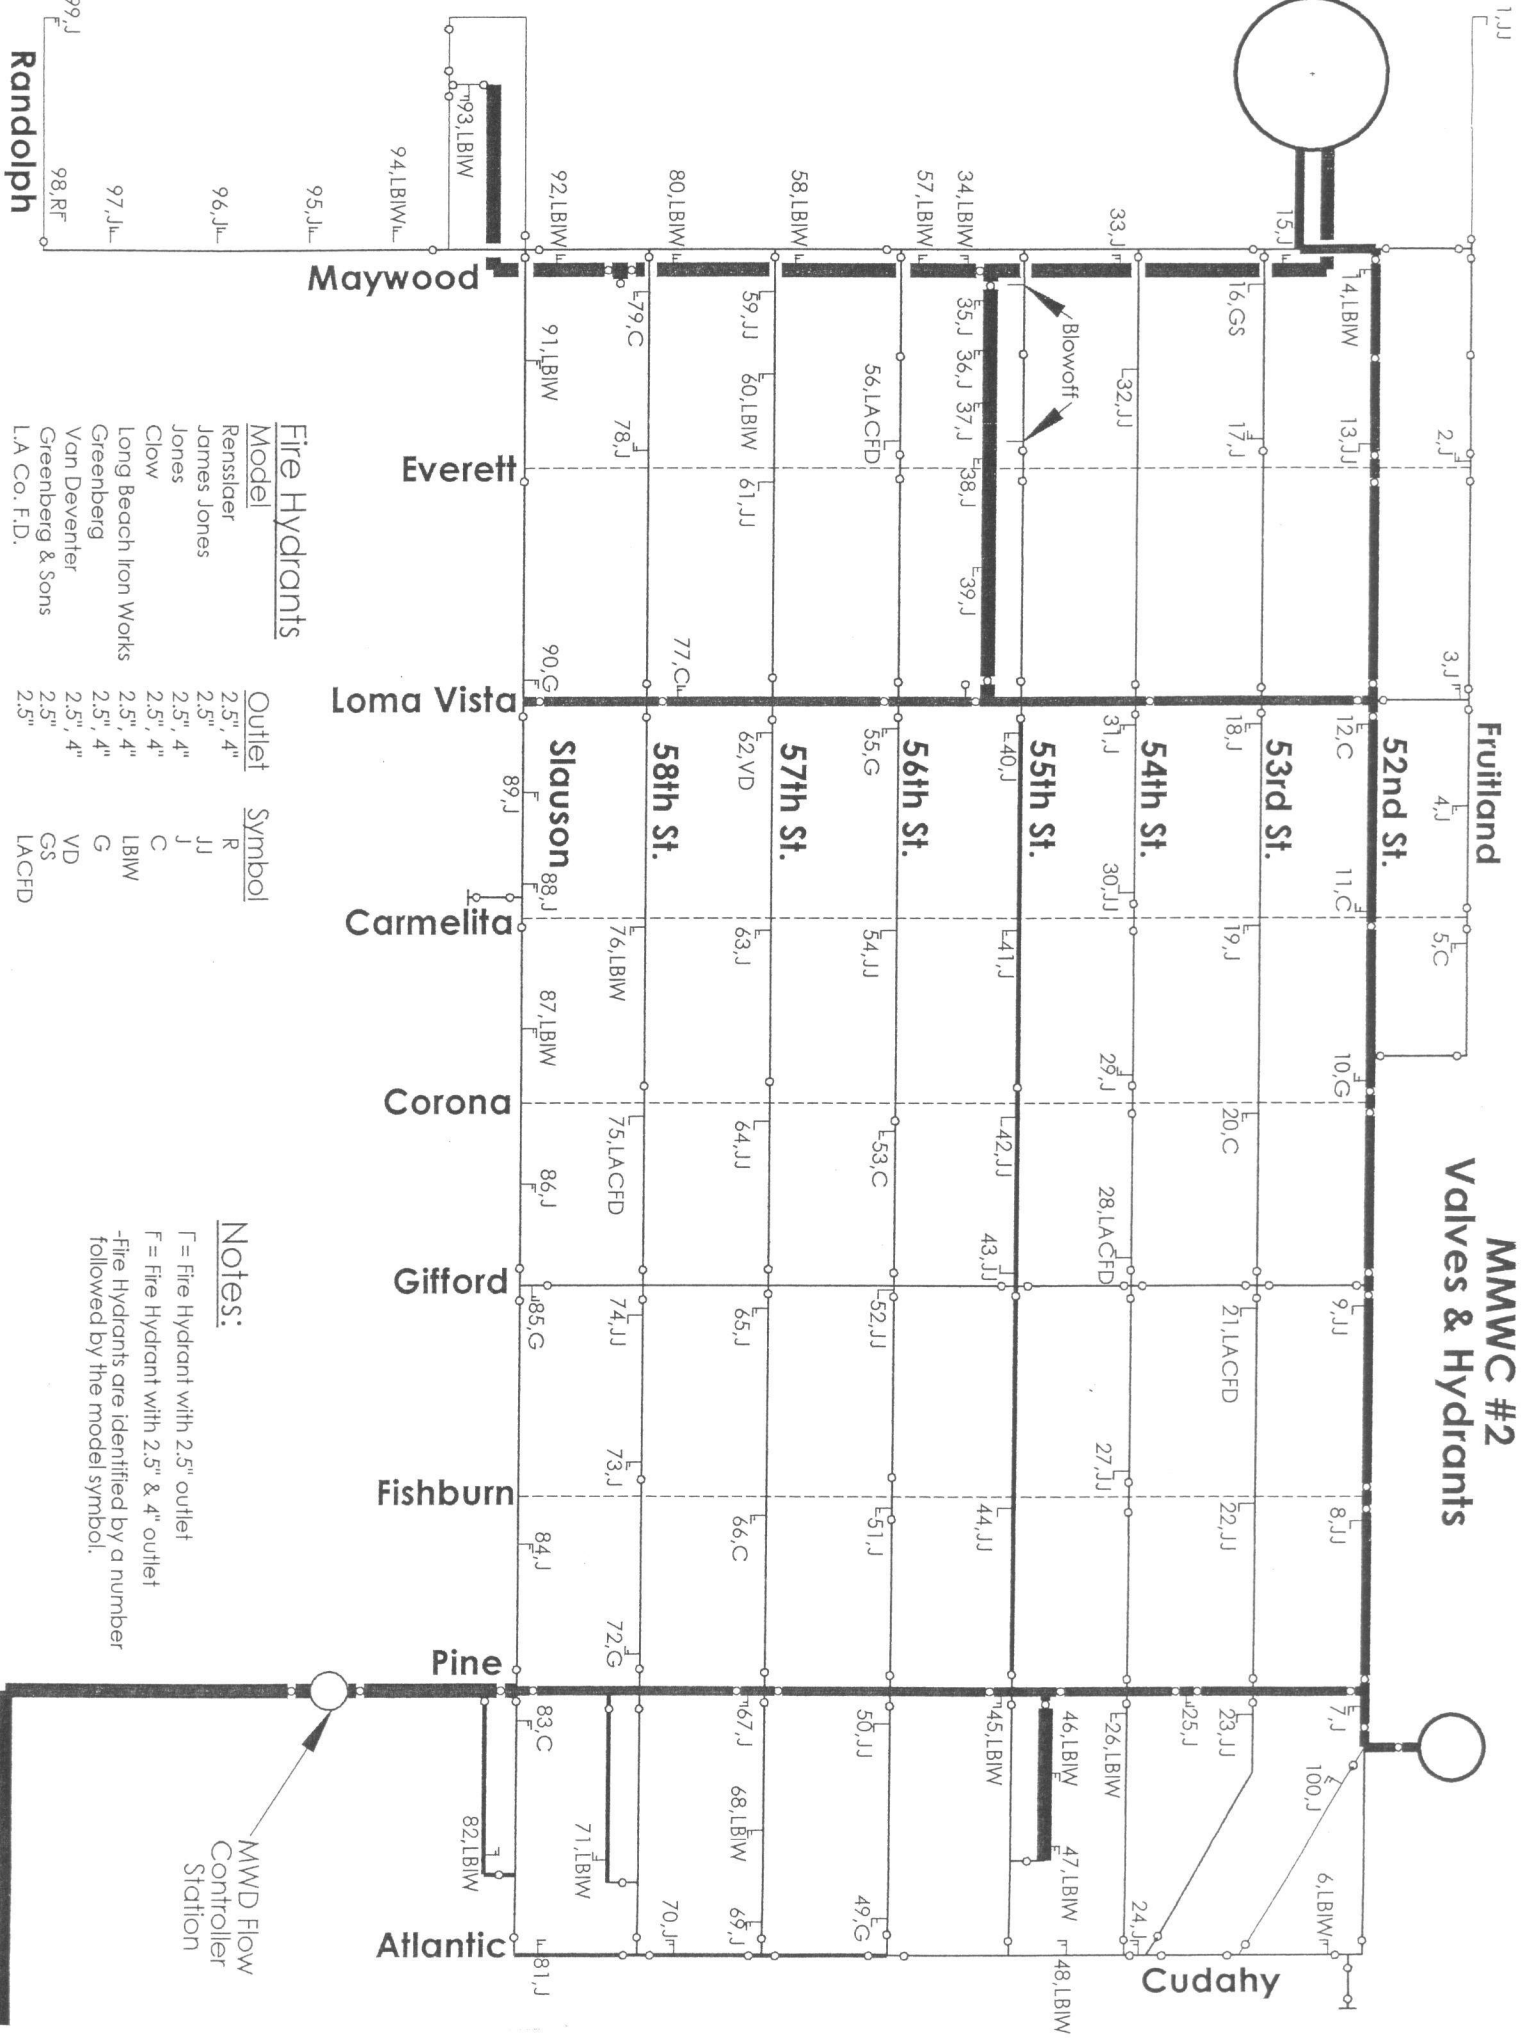 MMWC #2
Valves & Hydrants
1,JJ
2,J
3,J
4,J
5,C
Fruitland
6,LBIW
100,J
7,J
8,JJ
9,JJ
10,G
11,C
12,C
13,JJ
14,LBIW
52nd St.
15,J
16,GS
17,J
18,J
19,J
20,C
21,LACFD
22,JJ
23,JJ
53rd St.
24,J
25,J
26,LBIW
27,JJ
28,LACFD
29,J
30,JJ
31,J
32,JJ
33,J
54th St.
Blowoff
34,LBIW
35,J
36,J
37,J
38,J
39,J
40,J
41,J
42,JJ
43,JJ
44,JJ
45,LBIW
46,LBIW
47,LBIW
48,LBIW
55th St.
49,G
50,JJ
51,J
52,JJ
53,C
54,JJ
55,G
56,LACFD
57,LBIW
56th St.
58,LBIW
59,JJ
60,LBIW
61,JJ
62,VD
63,J
64,JJ
65,J
66,C
67,J
68,LBIW
69,J
57th St.
70,J
71,LBIW
72,G
73,J
74,JJ
75,LACFD
76,LBIW
77,C
78,J
79,C
80,LBIW
58th St.
81,J
82,LBIW
83,C
84,J
85,G
86,J
87,LBIW
88,J
89,J
90,G
91,LBIW
92,LBIW
Slauson
93,LBIW
94,LBIW
95,J
96,J
97,J
98,RF
99,J
Randolph
Maywood
Everett
Loma Vista
Carmelita
Corona
Gifford
Fishburn
Pine
Atlantic
Cudahy
MWD Flow
Controller
Station
Fire Hydrants
Model Outlet Symbol
Rensslaer 2.5", 4" R
James Jones 2.5" JJ
Jones 2.5", 4" J
Clow 2.5", 4" C
Long Beach Iron Works 2.5", 4" LBIW
Greenberg 2.5", 4" G
Van Deventer 2.5", 4" VD
Greenberg & Sons 2.5" GS
L.A Co. F.D. 2.5" LACFD
Notes:
= Fire Hydrant with 2.5" outlet
= Fire Hydrant with 2.5" & 4" outlet
-Fire Hydrants are identified by a number
followed by the model symbol.